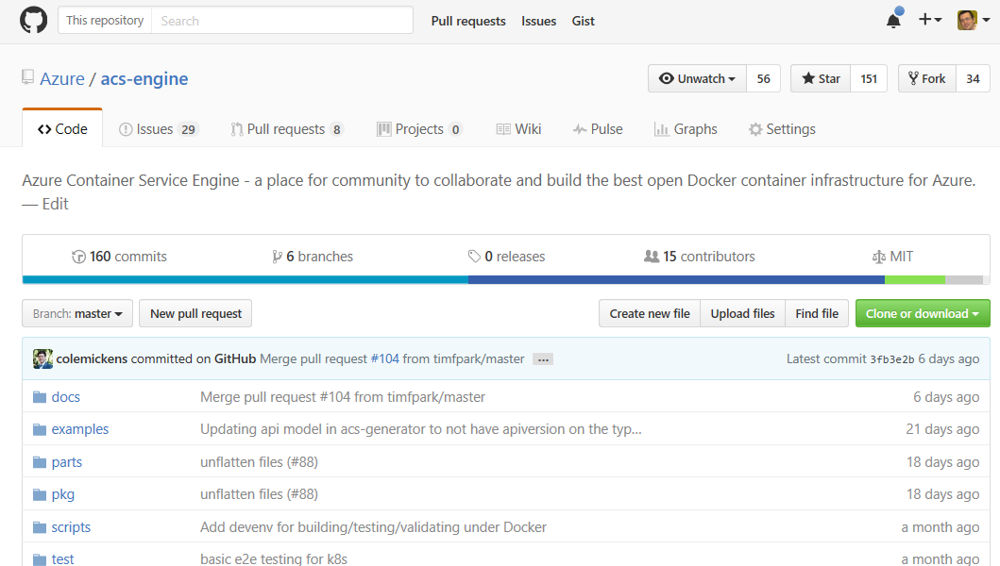 This repository Search Pull requests Issues Gist
Azure / acs-engine Unwatch 56 Star 151 Fork 34
Code Issues 29 Pull requests 8 Projects 0 Wiki Pulse Graphs Settings
Azure Container Service Engine - a place for community to collaborate and build the best open Docker container infrastructure for Azure.
— Edit
160 commits 6 branches 0 releases 15 contributors MIT
Branch: master New pull request Create new file Upload files Find file Clone or download
colemickens committed on GitHub Merge pull request #104 from timfpark/master ... Latest commit 3fb3e2b 6 days ago
docs Merge pull request #104 from timfpark/master 6 days ago
examples Updating api model in acs-generator to not have apiversion on the typ... 21 days ago
parts unflatten files (#88) 18 days ago
pkg unflatten files (#88) 18 days ago
scripts Add devenv for building/testing/validating under Docker a month ago
test basic e2e testing for k8s a month ago